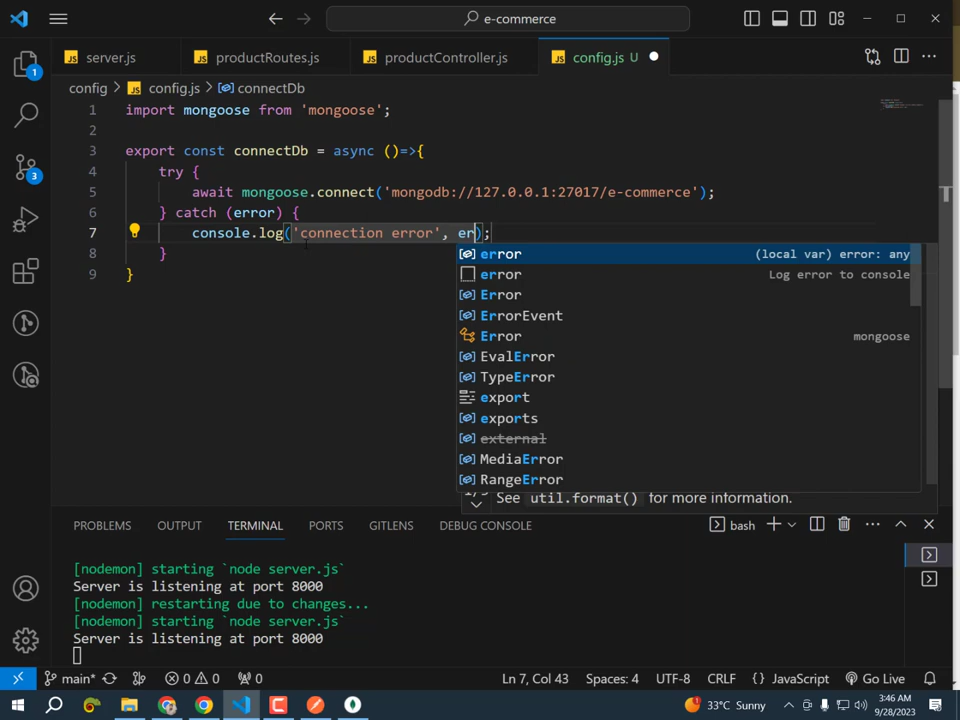 e-commerce
server.js
productRoutes.js
productController.js
config.js U
config > config.js > connectDb
1 import mongoose from 'mongoose';
2
3 export const connectDb = async ()=>{
4 try {
5 await mongoose.connect('mongodb://127.0.0.1:27017/e-commerce');
6 } catch (error) {
7 console.log('connection error', er);
8 }
9 }
error (local var) error: any
error Log error to console
Error
ErrorEvent
Error mongoose
EvalError
TypeError
export
exports
external
MediaError
RangeError
See util.format() for more information.
1
3
PROBLEMS OUTPUT TERMINAL PORTS GITLENS DEBUG CONSOLE
bash
[nodemon] starting `node server.js`
Server is listening at port 8000
[nodemon] restarting due to changes...
[nodemon] starting `node server.js`
Server is listening at port 8000
main* 0 0 0 Ln 7, Col 43 Spaces: 4 UTF-8 CRLF JavaScript Go Live
33°C Sunny
3:46 AM
9/28/2023